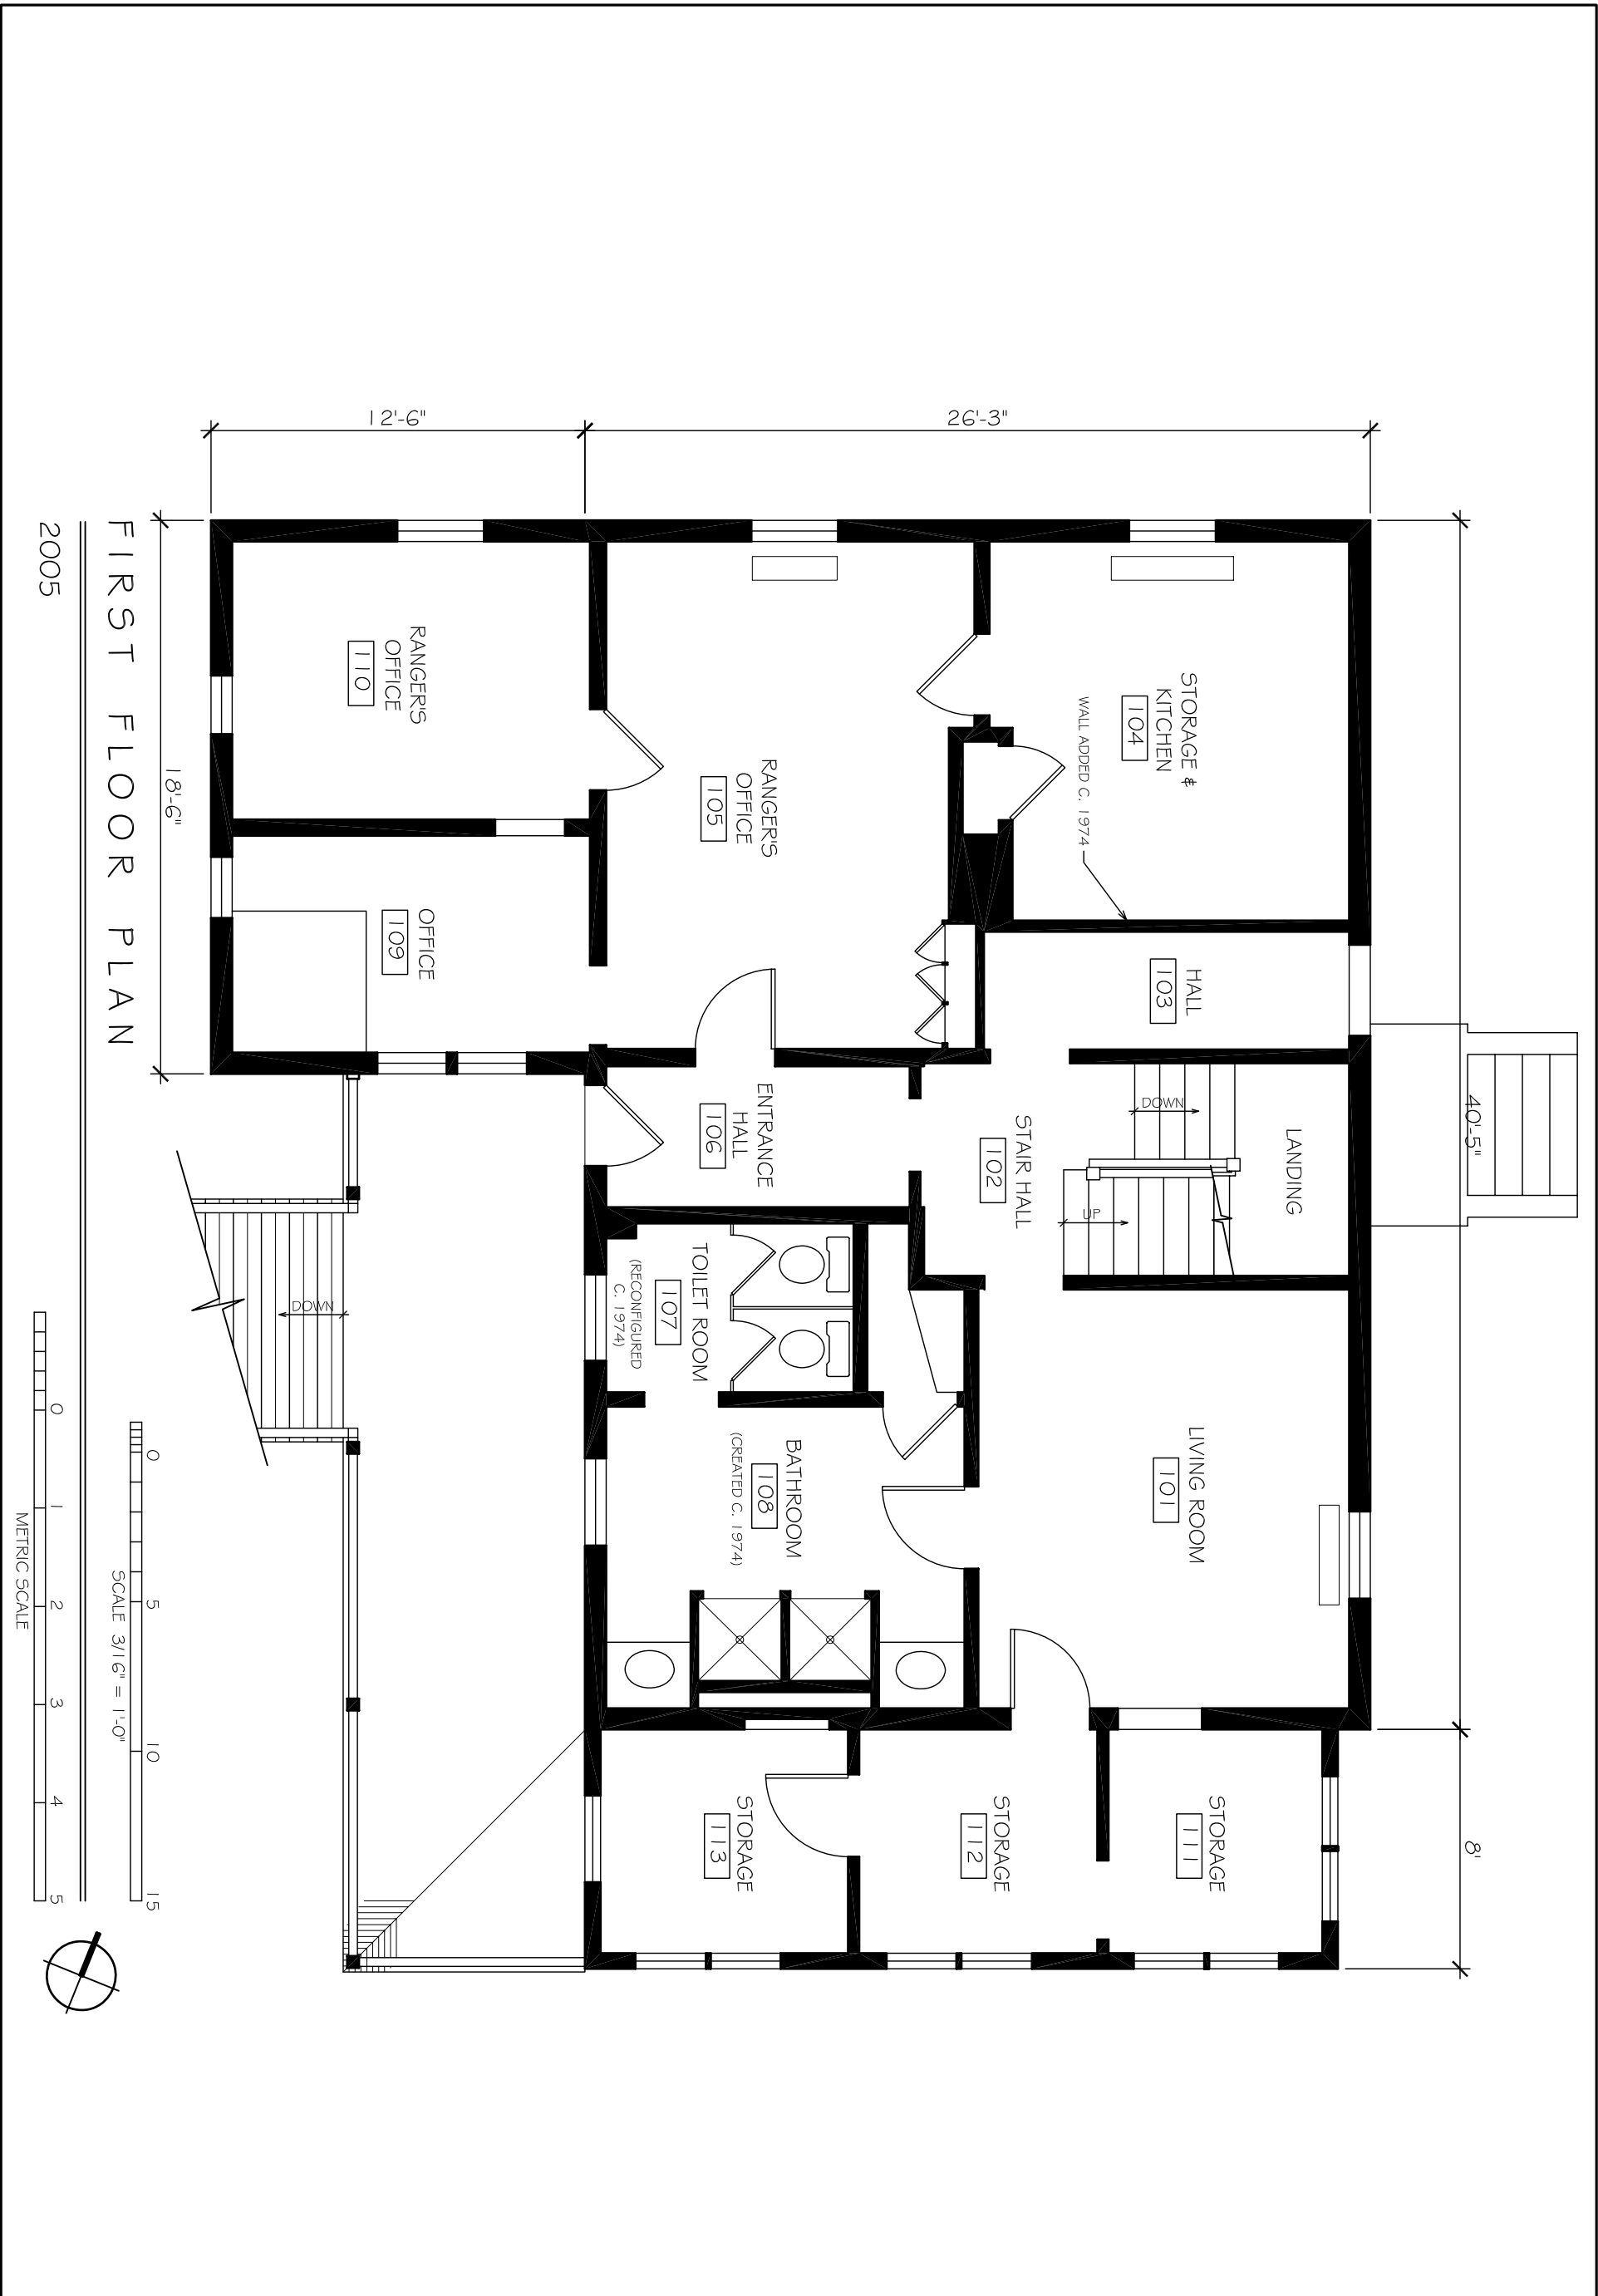 40'-5"
8'
26'-3"
12'-6"
18'-6"
STORAGE &
KITCHEN
104
WALL ADDED C. 1974
HALL
103
DOWN
LANDING
UP
STAIR HALL
102
LIVING ROOM
101
STORAGE
111
STORAGE
112
STORAGE
113
RANGER'S
OFFICE
105
ENTRANCE
HALL
106
TOILET ROOM
107
(RECONFIGURED
C. 1974)
BATHROOM
108
(CREATED C. 1974)
RANGER'S
OFFICE
110
OFFICE
109
DOWN
FIRST FLOOR PLAN
2005
0 5 10 15
SCALE 3/16" = 1'-0"
0 1 2 3 4 5
METRIC SCALE